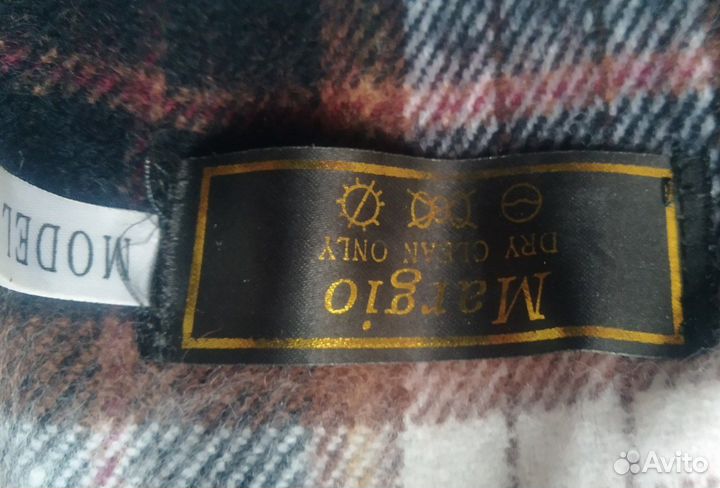 Margio
DRY CLEAN ONLY
MODEL
Avito